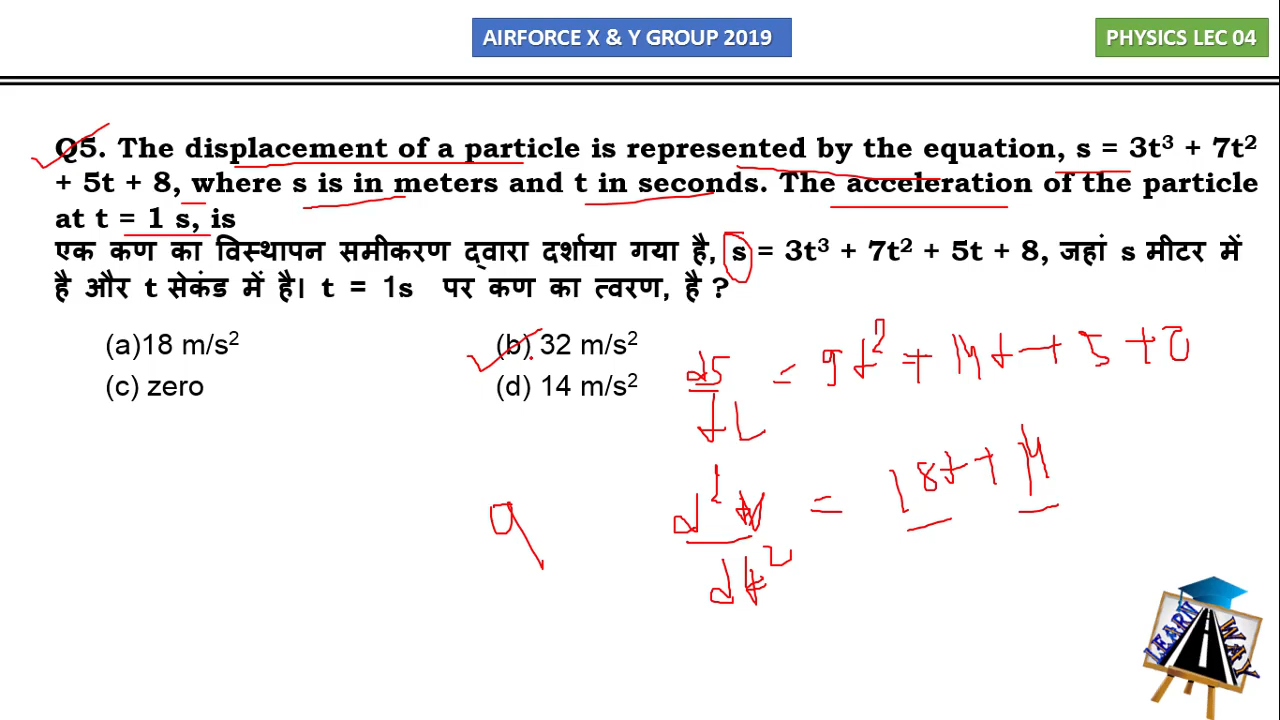 AIRFORCE X & Y GROUP 2019
PHYSICS LEC 04
Q5. The displacement of a particle is represented by the equation, s = 3t³ + 7t²
+ 5t + 8, where s is in meters and t in seconds. The acceleration of the particle
at t = 1 s, is
एक कण का विस्थापन समीकरण द्वारा दर्शाया गया है, s = 3t³ + 7t² + 5t + 8, जहां s मीटर में
है और t सेकंड में है। t = 1s पर कण का त्वरण, है ?
(a)18 m/s²
(b) 32 m/s²
(c) zero
(d) 14 m/s²
ds/dt = 9t² + 14t + 5 + 0
a
= 18t + 14
LEARN WAY